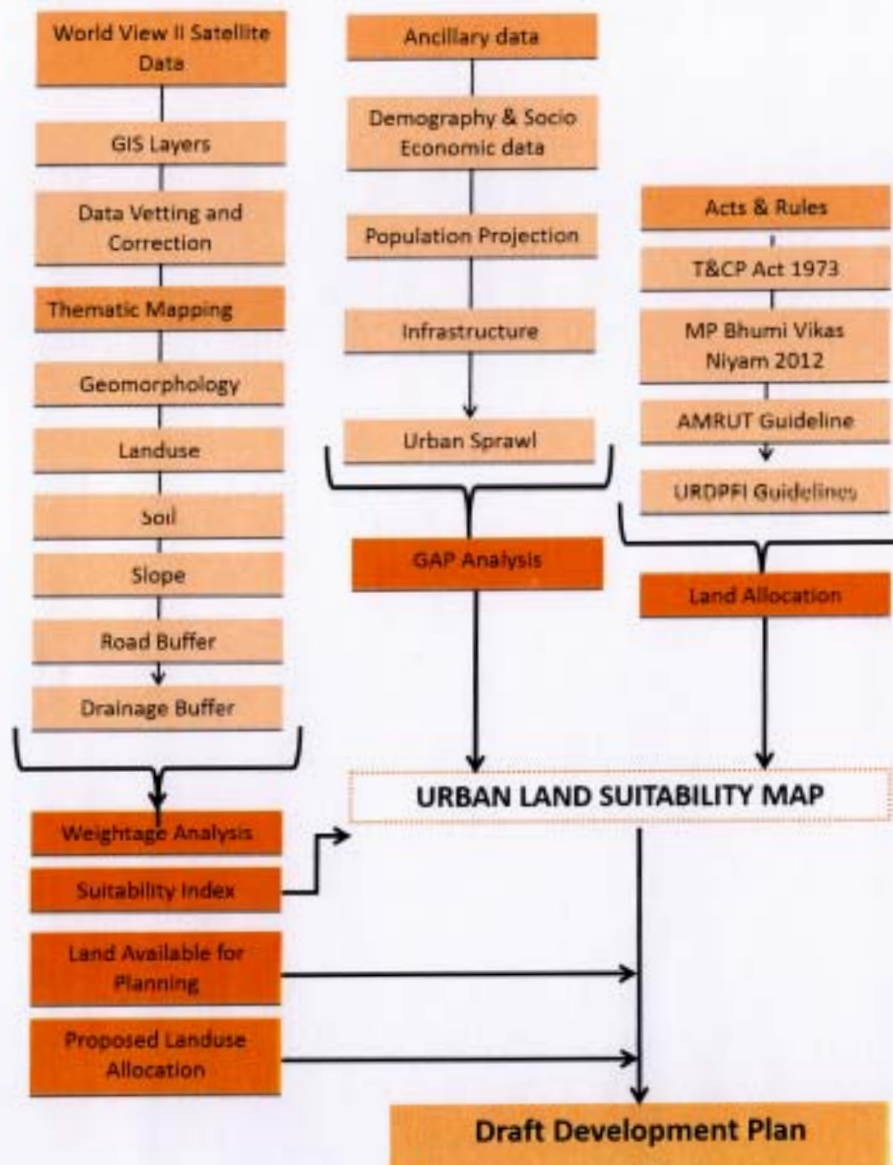 World View II Satellite
Data
GIS Layers
Data Vetting and
Correction
Thematic Mapping
Geomorphology
Landuse
Soil
Slope
Road Buffer
Drainage Buffer
Weightage Analysis
Suitability Index
Land Available for
Planning
Proposed Landuse
Allocation
Ancillary data
Demography & Socio
Economic data
Population Projection
Infrastructure
Urban Sprawl
GAP Analysis
Acts & Rules
T&CP Act 1973
MP Bhumi Vikas
Niyam 2012
AMRUT Guideline
URDPFI Guidelines
Land Allocation
URBAN LAND SUITABILITY MAP
Draft Development Plan